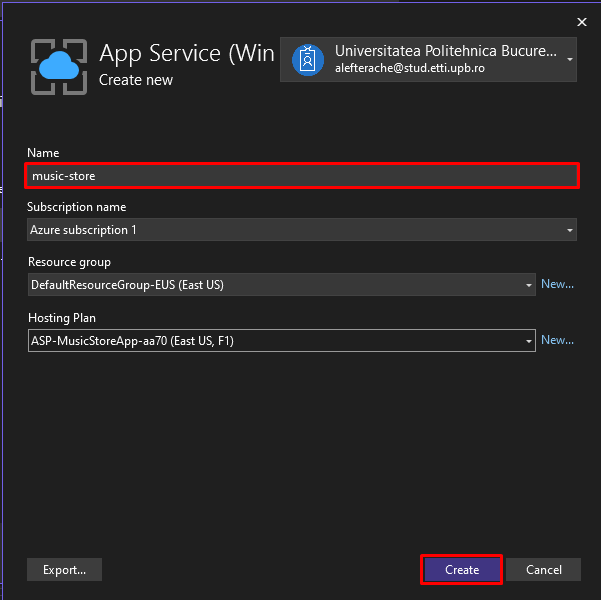 App Service (Win
Create new
Universitatea Politehnica Bucure...
alefterache@stud.etti.upb.ro
Name
music-store
Subscription name
Azure subscription 1
Resource group
DefaultResourceGroup-EUS (East US)
New...
Hosting Plan
ASP-MusicStoreApp-aa70 (East US, F1)
New...
Export...
Create
Cancel